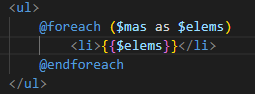 <ul>
@foreach ($mas as $elems)
<li>{{$elems}}</li>
@endforeach
</ul>